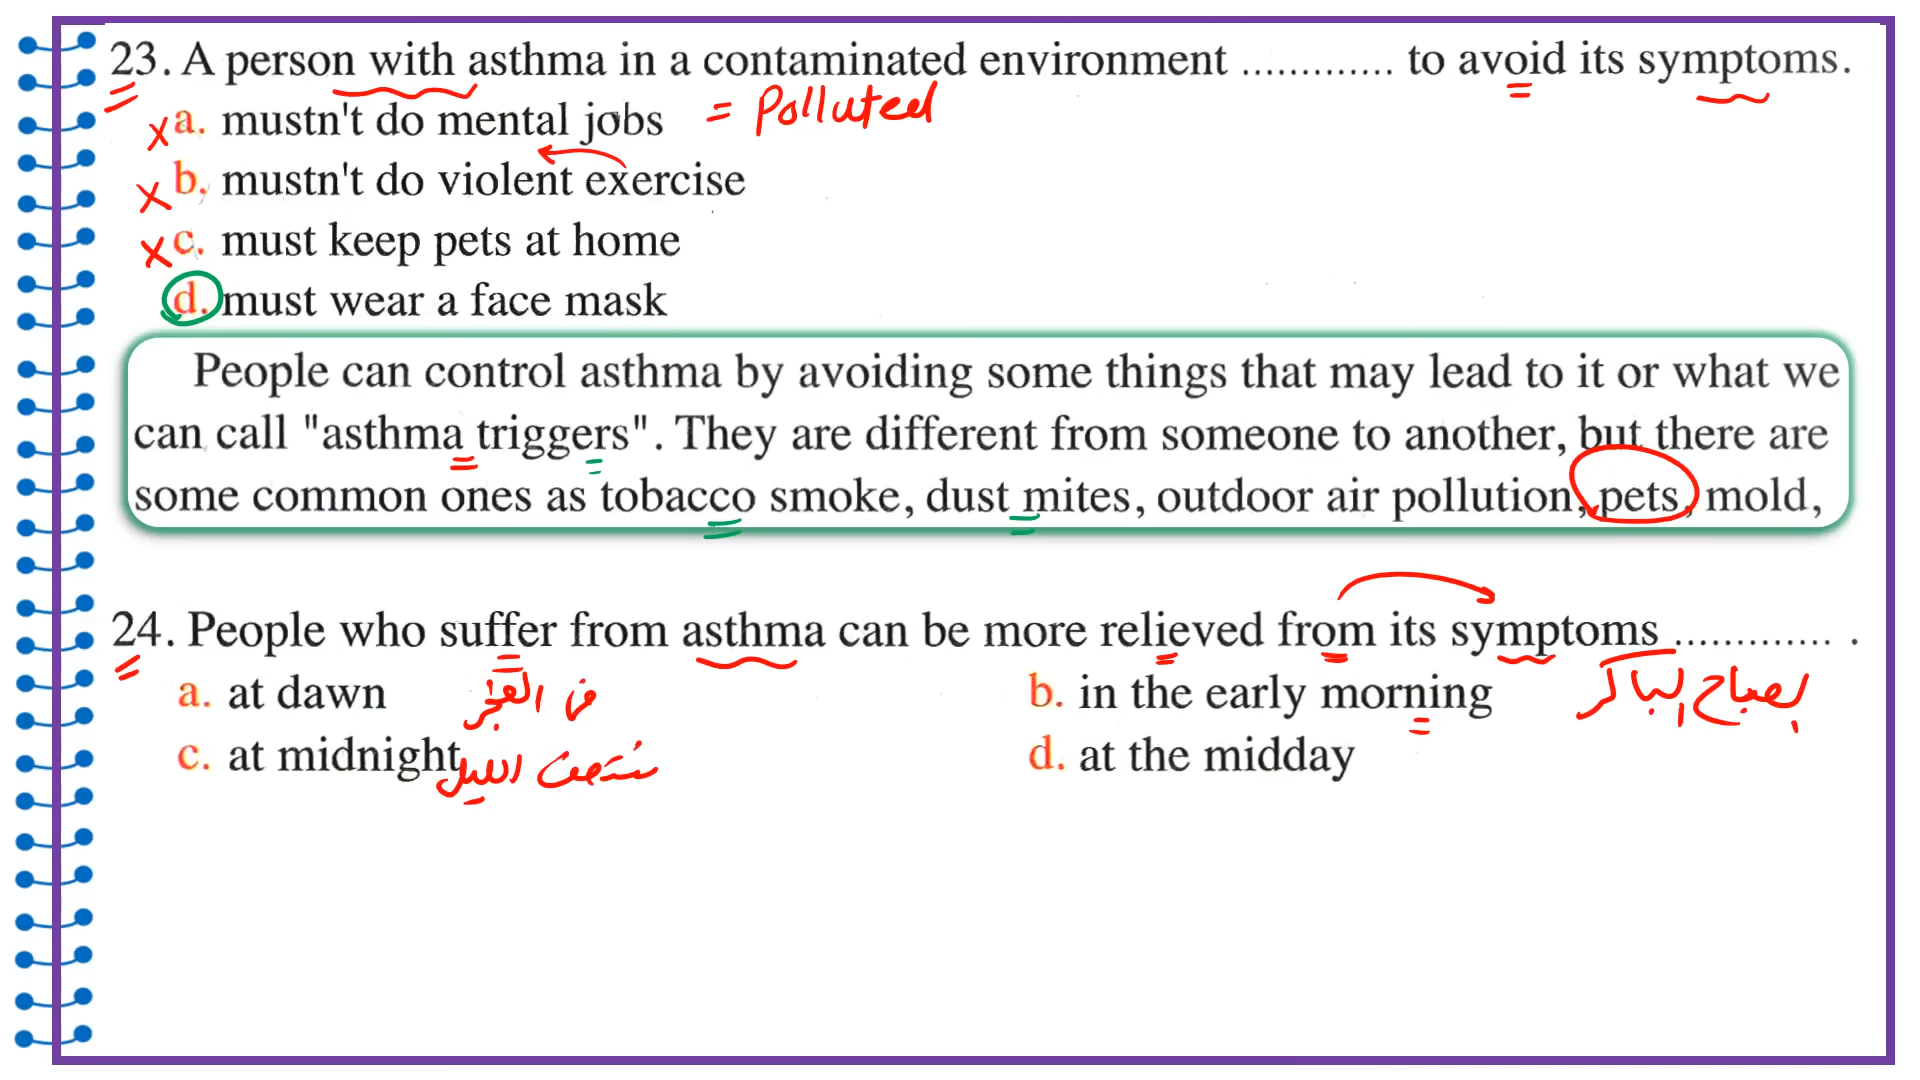 23. A person with asthma in a contaminated environment ............. to avoid its symptoms.
x a. mustn't do mental jobs = Polluted
x b. mustn't do violent exercise
x c. must keep pets at home
d. must wear a face mask
People can control asthma by avoiding some things that may lead to it or what we
can call "asthma triggers". They are different from someone to another, but there are
some common ones as tobacco smoke, dust mites, outdoor air pollution, pets, mold,
24. People who suffer from asthma can be more relieved from its symptoms ............. .
a. at dawn الفجر
b. in the early morning الصباح الباكر
c. at midnight منتصف الليل
d. at the midday